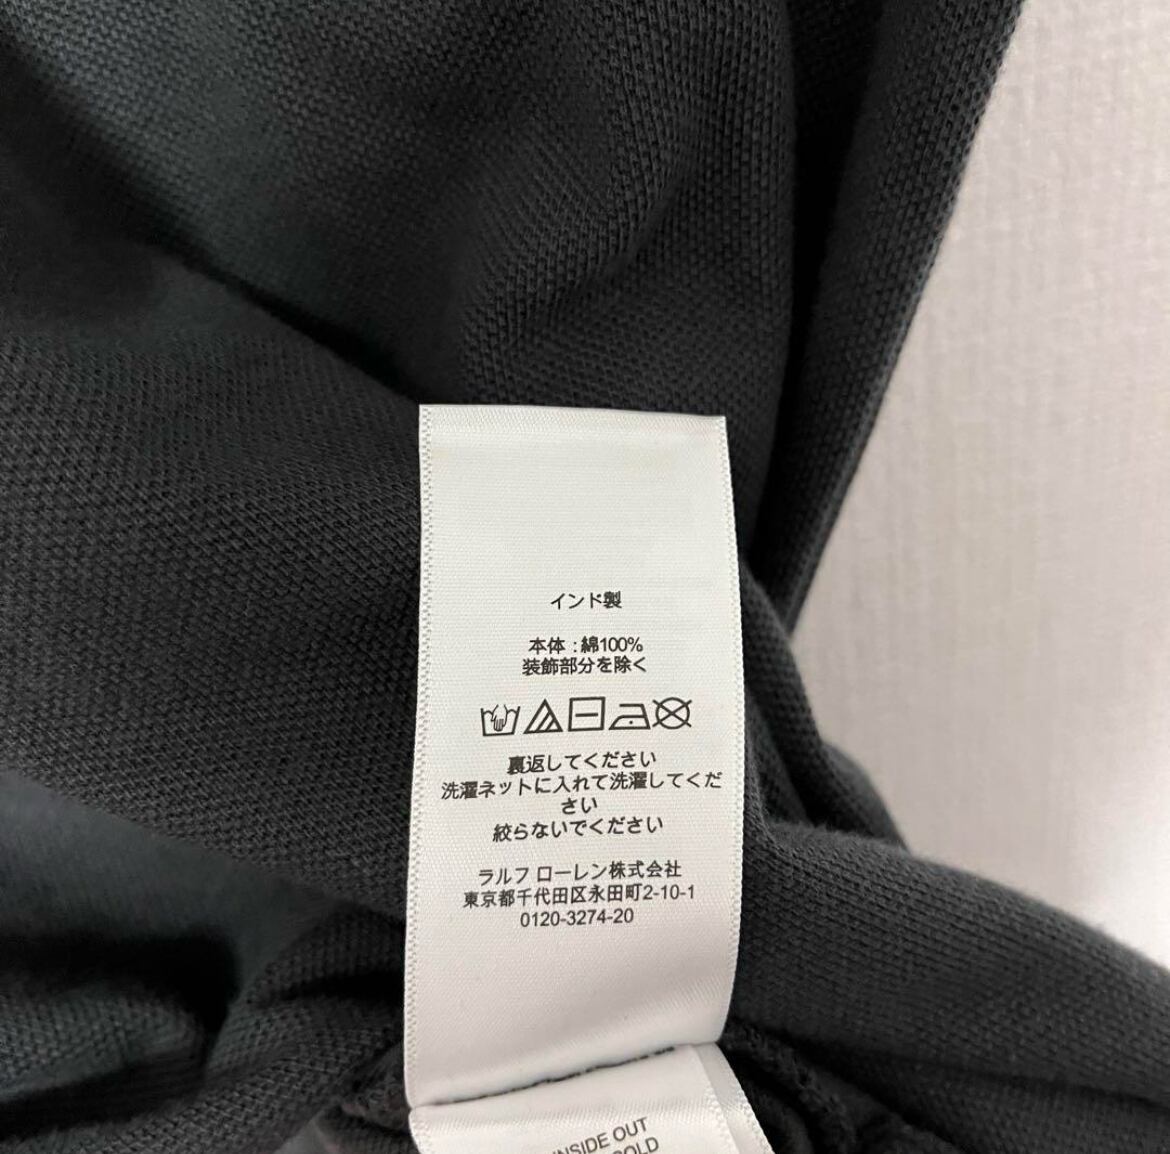 インド製
本体 : 綿100%
装飾部分を除く
裏返してください
洗濯ネットに入れて洗濯してくだ
さい
絞らないでください
ラルフ ローレン株式会社
東京都千代田区永田町2-10-1
0120-3274-20
INSIDE OUT